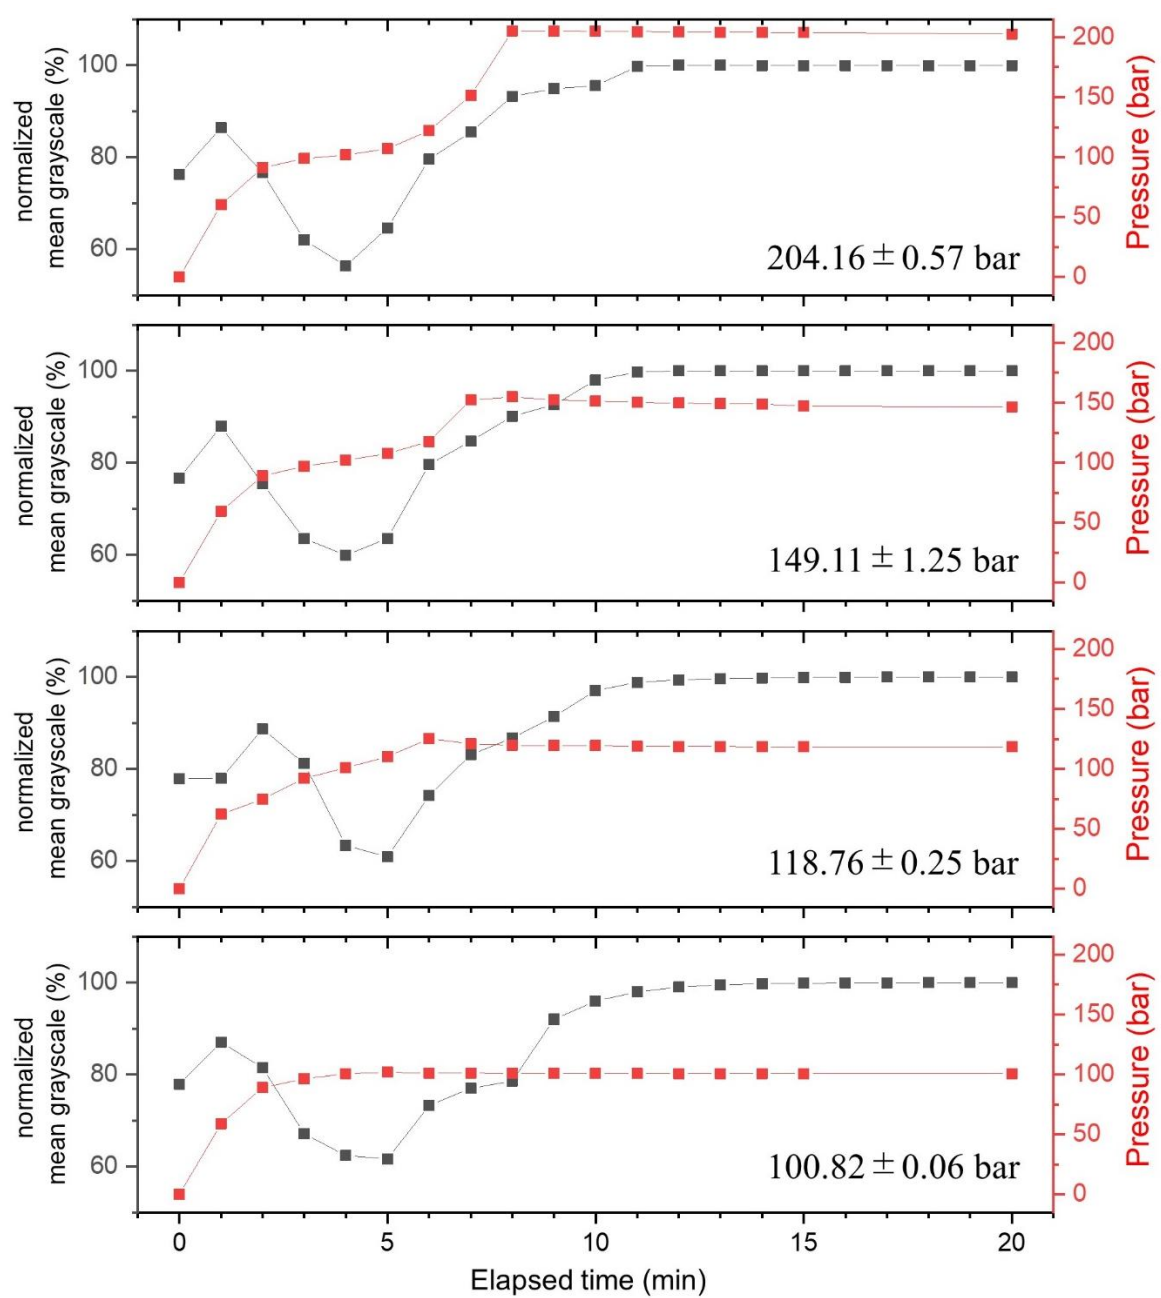 normalized
mean grayscale (%)
100
80
60
200
150
100
50
0
Pressure (bar)
204.16 ± 0.57 bar
normalized
mean grayscale (%)
100
80
60
200
150
100
50
0
Pressure (bar)
149.11 ± 1.25 bar
normalized
mean grayscale (%)
100
80
60
200
150
100
50
0
Pressure (bar)
118.76 ± 0.25 bar
normalized
mean grayscale (%)
100
80
60
200
150
100
50
0
Pressure (bar)
100.82 ± 0.06 bar
0 5 10 15 20
Elapsed time (min)